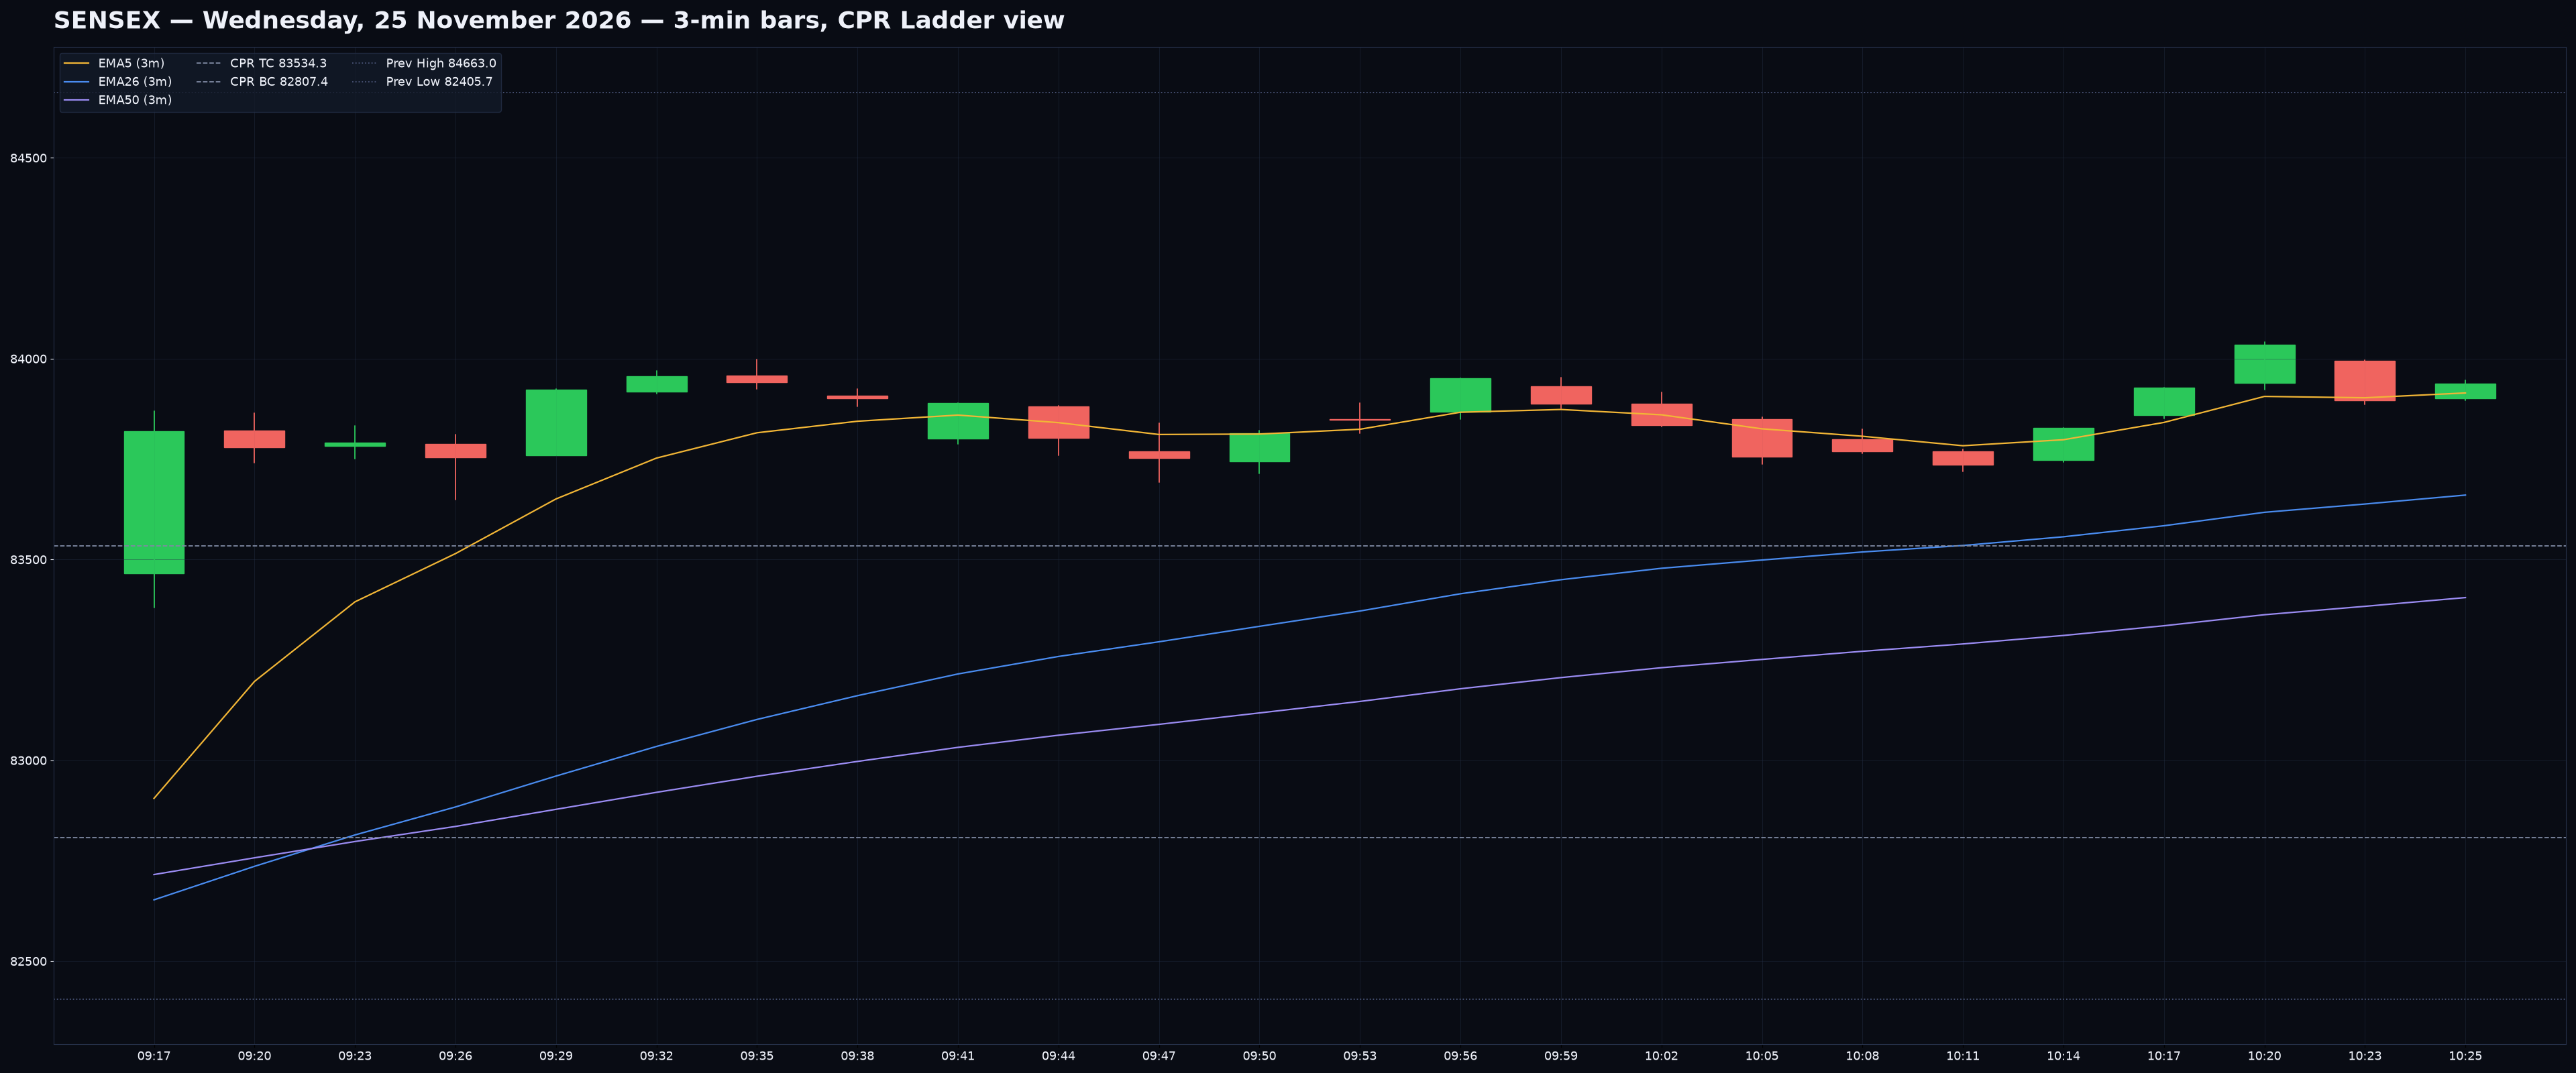 SENSEX — Wednesday, 25 November 2026 — 3-min bars, CPR Ladder view
EMA5 (3m) CPR TC 83534.3 Prev High 84663.0
EMA26 (3m) CPR BC 82807.4 Prev Low 82405.7
EMA50 (3m)
84500
84000
83500
83000
82500
09:17 09:20 09:23 09:26 09:29 09:32 09:35 09:38 09:41 09:44 09:47 09:50 09:53 09:56 09:59 10:02 10:05 10:08 10:11 10:14 10:17 10:20 10:23 10:25